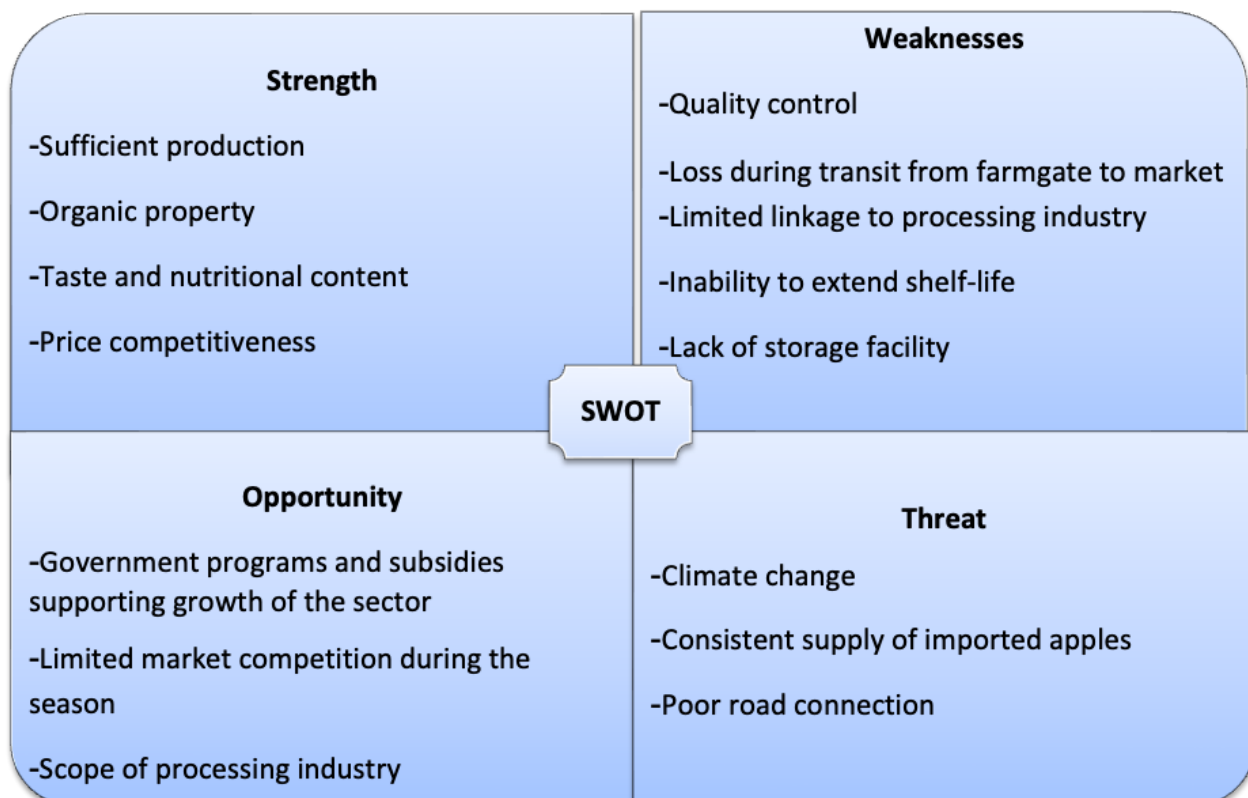 Strength
-Sufficient production
-Organic property
-Taste and nutritional content
-Price competitiveness
Weaknesses
-Quality control
-Loss during transit from farmgate to market
-Limited linkage to processing industry
-Inability to extend shelf-life
-Lack of storage facility
SWOT
Opportunity
-Government programs and subsidies
supporting growth of the sector
-Limited market competition during the
season
-Scope of processing industry
Threat
-Climate change
-Consistent supply of imported apples
-Poor road connection